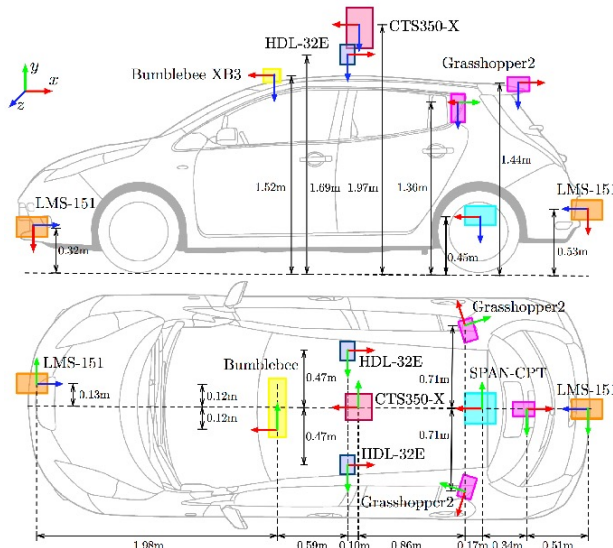 CTS350-X
HDL-32E
y
x
z
Bumblebee XB3
Grasshopper2
1.52m
1.69m
1.97m
1.36m
1.44m
LMS-151
LMS-151
0.32m
0.45m
0.53m
Grasshopper2
LMS-151
Bumblebee
HDL-32E
SPAN-CPT
0.47m
0.71m
LMS-151
0.13m
0.12m
CTS350-X
0.12m
0.47m
0.71m
HDL-32E
Grasshopper2
1.98m
0.59m
0.10m
0.86m
0.17m
0.34m
0.51m